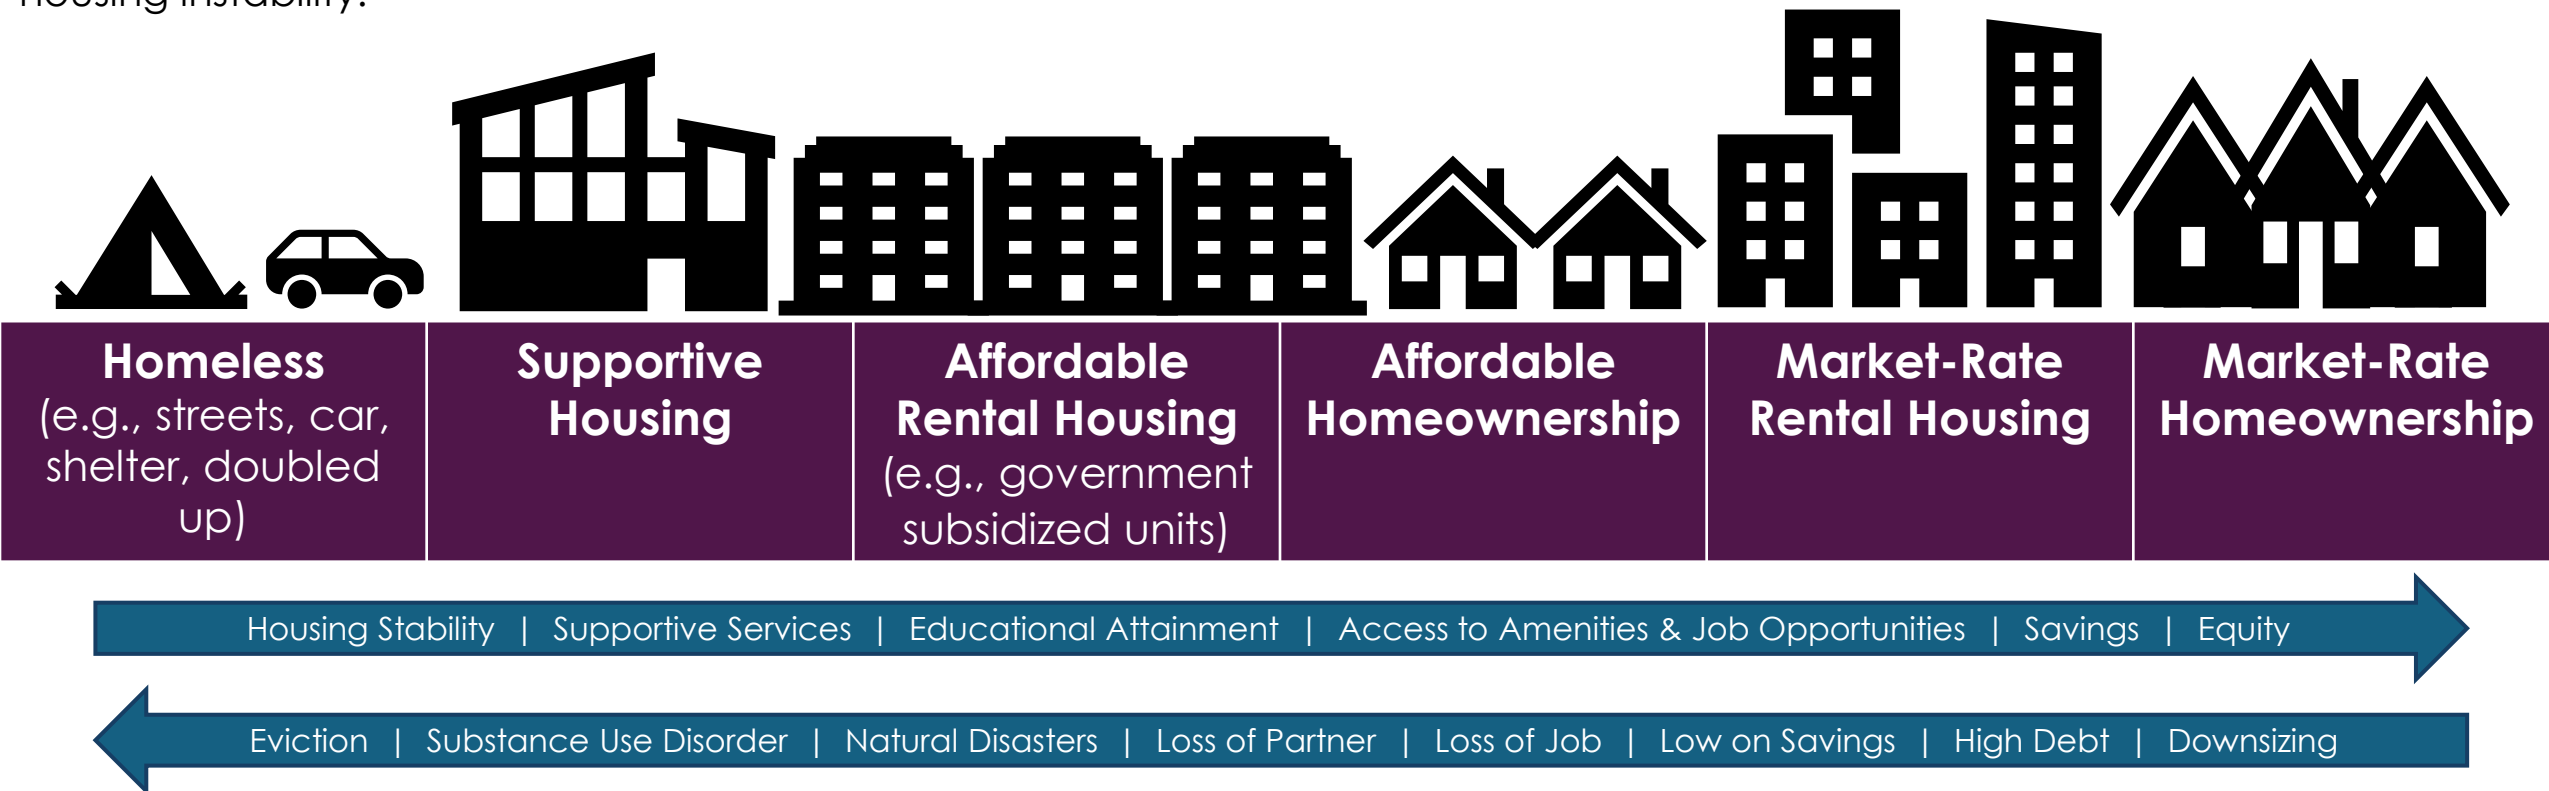 housing instability.
Homeless
(e.g., streets, car,
shelter, doubled
up)
Supportive
Housing
Affordable
Rental Housing
(e.g., government
subsidized units)
Affordable
Homeownership
Market-Rate
Rental Housing
Market-Rate
Homeownership
Housing Stability | Supportive Services | Educational Attainment | Access to Amenities & Job Opportunities | Savings | Equity
Eviction | Substance Use Disorder | Natural Disasters | Loss of Partner | Loss of Job | Low on Savings | High Debt | Downsizing